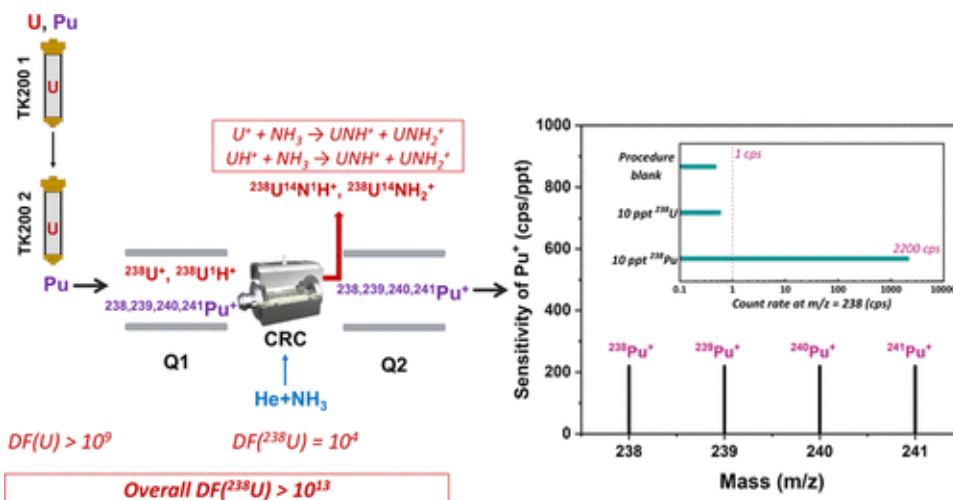 U, Pu
TK200 1
U
TK200 2
U
Pu
U⁺ + NH₃ → UNH⁺ + UNH₂⁺
UH⁺ + NH₃ → UNH⁺ + UNH₂⁺
²³⁸U¹⁴N¹H⁺, ²³⁸U¹⁴NH₂⁺
²³⁸U⁺, ²³⁸U¹H⁺
²³⁸,²³⁹,²⁴⁰,²⁴¹Pu⁺
²³⁸,²³⁹,²⁴⁰,²⁴¹Pu⁺
CRC
Q1
Q2
He+NH₃
DF(U) > 10⁹
DF(²³⁸U) = 10⁴
Overall DF(²³⁸U) > 10¹³
Sensitivity of Pu⁺ (cps/ppt)
1000
800
600
400
200
0
Procedure
blank
10 ppt ²³⁸U
10 ppt ²³⁸Pu
1 cps
2200 cps
0.1 1 10 100 1000 10000
Count rate at m/z = 238 (cps)
²³⁸Pu⁺ ²³⁹Pu⁺ ²⁴⁰Pu⁺ ²⁴¹Pu⁺
238 239 240 241
Mass (m/z)